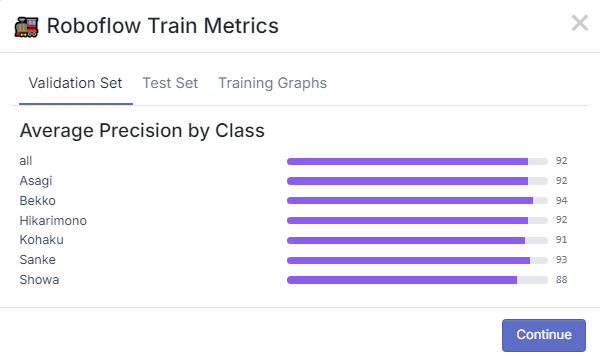 Roboflow Train Metrics
Validation Set Test Set Training Graphs
Average Precision by Class
all 92
Asagi 92
Bekko 94
Hikarimono 92
Kohaku 91
Sanke 93
Showa 88
Continue